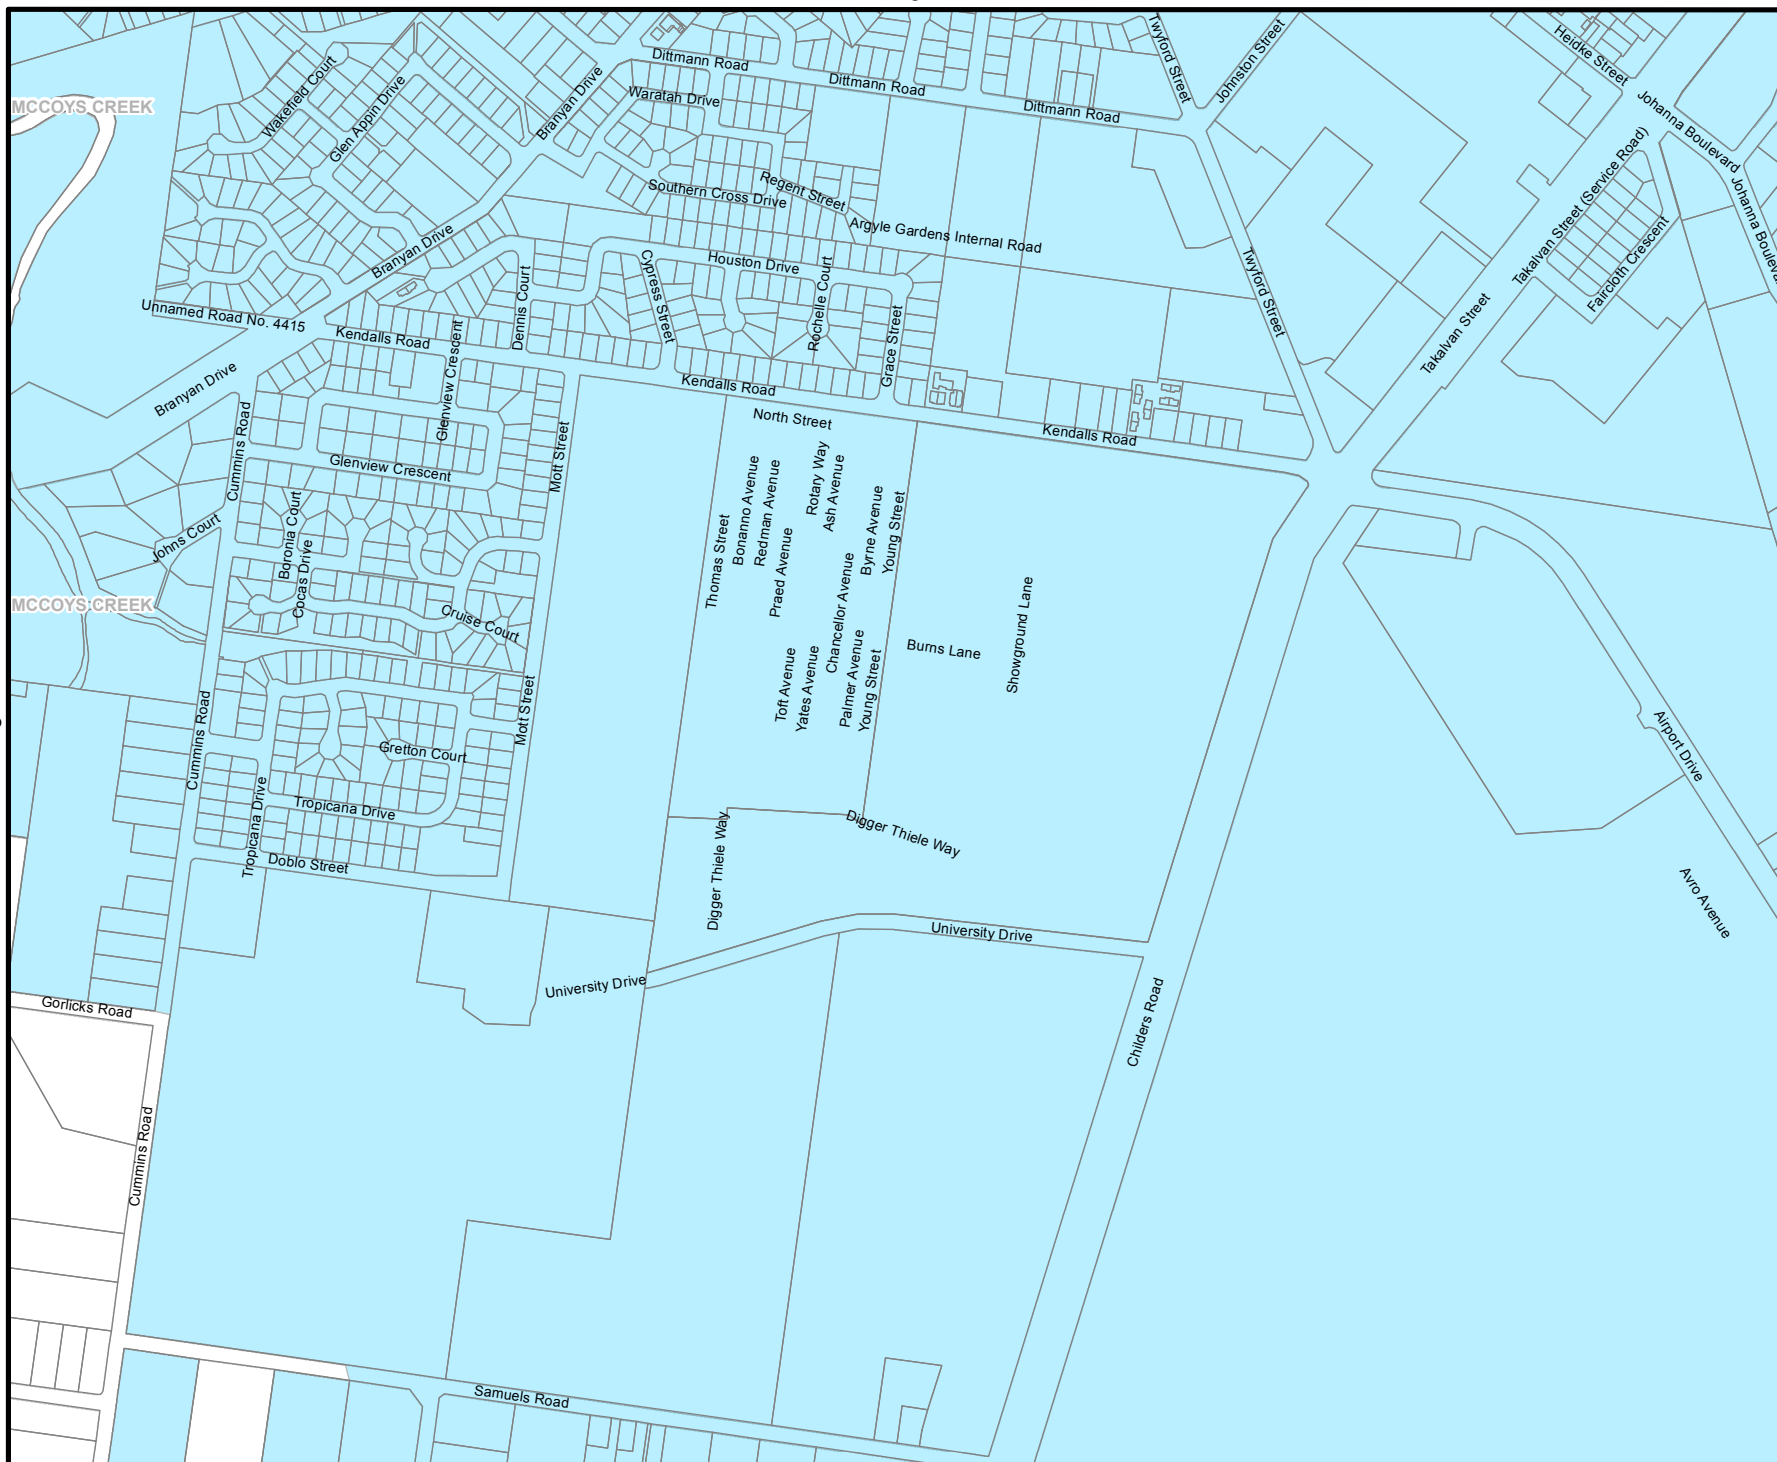 Twyford Street
Johnston Street
Heidke Street
Dittmann Road
Dittmann Road
Dittmann Road
Wakefield Court
Glen Appin Drive
Branyan Drive
Waratah Drive
MCCOYS CREEK
Johanna Boulevard
Takalvan Street (Service Road)
Johanna Boulevard
Regent Street
Southern Cross Drive
Argyle Gardens Internal Road
Faircloth Crescent
Branyan Drive
Houston Drive
Cypress Street
Rochelle Court
Dennis Court
Twyford Street
Takalvan Street
Unnamed Road No. 4415
Kendalls Road
Glenview Crescent
Grace Street
Branyan Drive
Kendalls Road
North Street
Kendalls Road
Cummins Road
Mott Street
Glenview Crescent
Rotary Way
Ash Avenue
Bonanno Avenue
Redman Avenue
Byrne Avenue
Young Street
Johns Court
Boronia Court
Cocas Drive
Thomas Street
Praed Avenue
Chancellor Avenue
Showground Lane
MCCOYS CREEK
Cruise Court
Burns Lane
Toft Avenue
Yates Avenue
Palmer Avenue
Young Street
Cummins Road
Mott Street
Gretton Court
Airport Drive
Tropicana Drive
Tropicana Drive
Digger Thiele Way
Digger Thiele Way
Doblo Street
Avro Avenue
University Drive
University Drive
Gorlicks Road
Childers Road
Cummins Road
Samuels Road